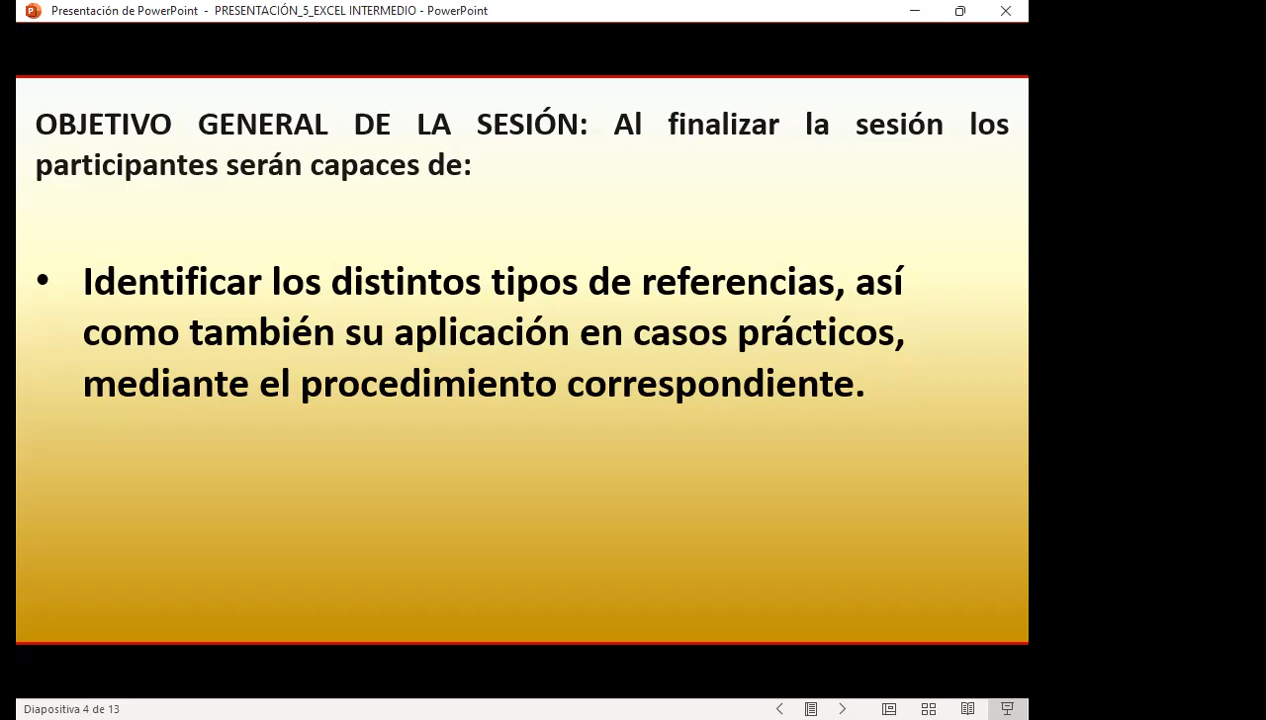 Presentación de PowerPoint - PRESENTACIÓN_5_EXCEL INTERMEDIO - PowerPoint
OBJETIVO GENERAL DE LA SESIÓN: Al finalizar la sesión los
participantes serán capaces de:
• Identificar los distintos tipos de referencias, así
como también su aplicación en casos prácticos,
mediante el procedimiento correspondiente.
Diapositiva 4 de 13